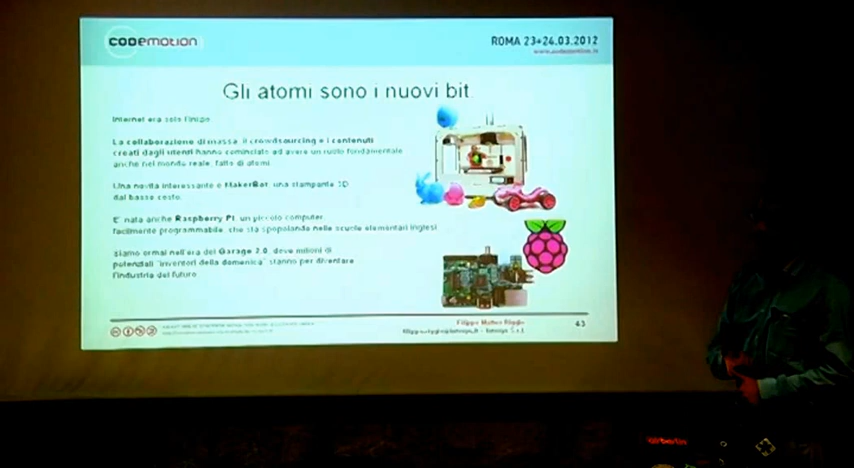 CODEmotion
ROMA 23+24.03.2012
www.codemotion.it
Gli atomi sono i nuovi bit.
Internet era solo l'inizio
La collaborazione di massa, il crowdsourcing e i contenuti
creati dagli utenti hanno cominciato ad avere un ruolo fondamentale
anche nel mondo reale, fatto di atomi.
Una novità interessante è MakerBot, una stampante 3D
dal basso costo.
E' nata anche Raspberry Pi, un piccolo computer,
facilmente programmabile, che sta spopolando nelle scuole elementari inglesi
siamo ormai nell'era del Garage 2.0, dove milioni di
potenziali "inventori della domenica" stanno per diventare
l'industria del futuro.
Filippo Matteo
43